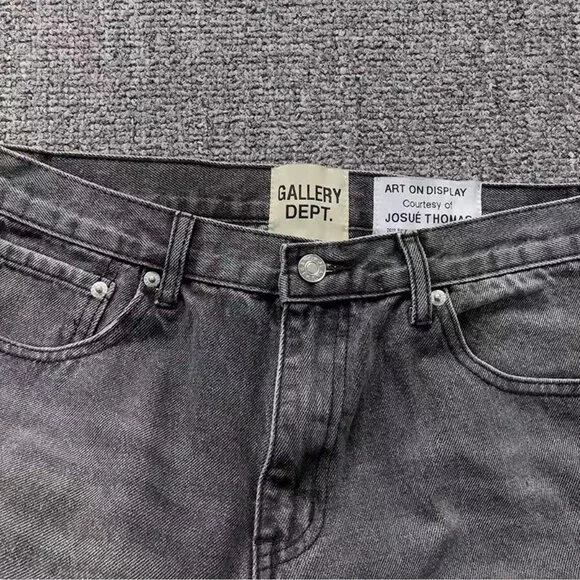 GALLERY
DEPT.
ART ON DISPLAY
Courtesy of
JOSUÉ THOMAS